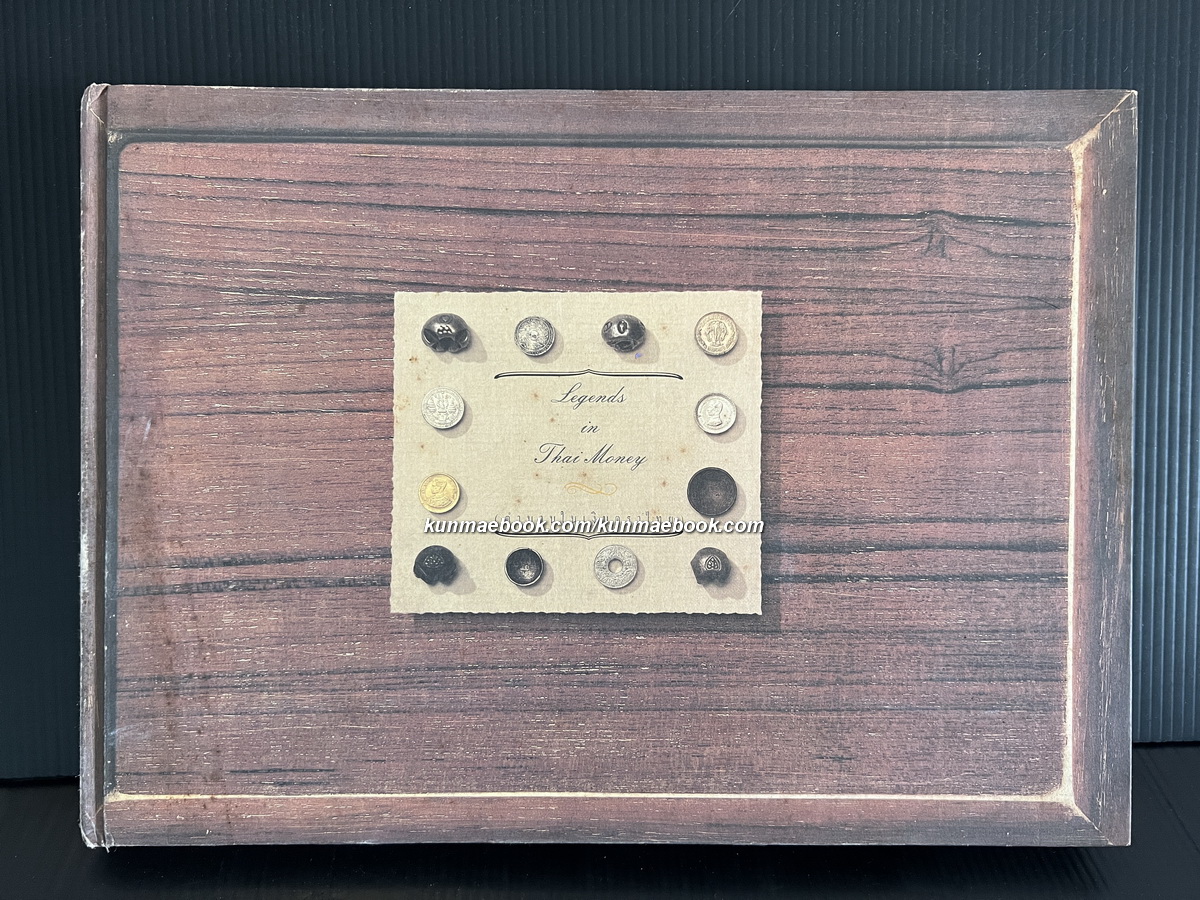 Legends
in
Thai Money
kunmaebook.com/kunmaebook.com